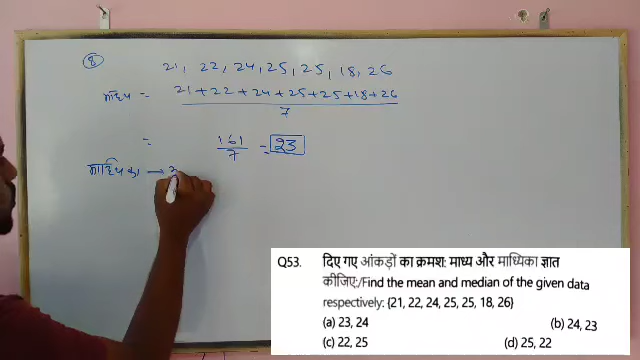 8
21, 22, 24, 25, 25, 18, 26
माध्य = 21 + 22 + 24 + 25 + 25 + 18 + 26
7
= 161
7
= 23
माध्यिका →
Q53. दिए गए आंकड़ों का क्रमश: माध्य और माध्यिका ज्ञात
कीजिए:/Find the mean and median of the given data
respectively: {21, 22, 24, 25, 25, 18, 26}
(a) 23, 24 (b) 24, 23
(c) 22, 25 (d) 25, 22